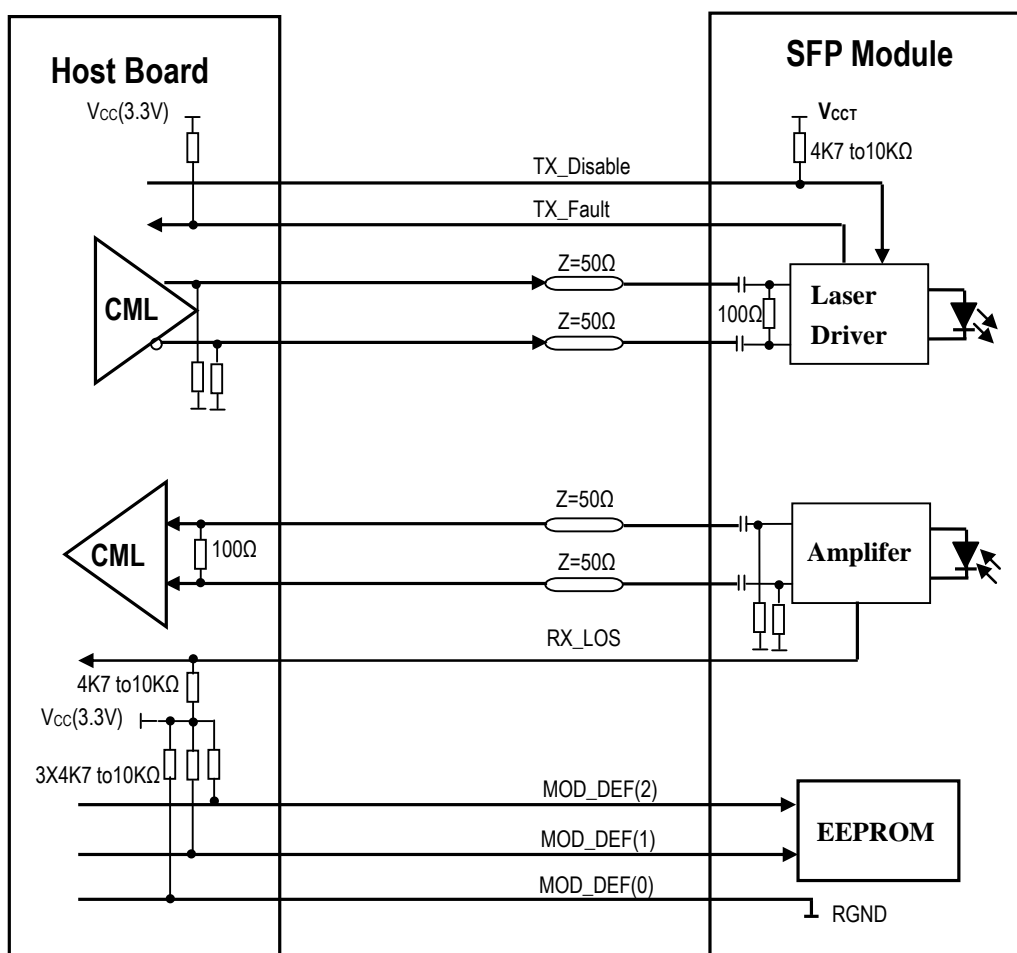 Host Board
SFP Module
Vcc(3.3V)
VCCT
4K7 to10KΩ
TX_Disable
TX_Fault
Z=50Ω
CML
100Ω
Laser
Driver
Z=50Ω
Z=50Ω
CML
100Ω
Amplifer
Z=50Ω
RX_LOS
4K7 to10KΩ
Vcc(3.3V)
3X4K7 to10KΩ
MOD_DEF(2)
EEPROM
MOD_DEF(1)
MOD_DEF(0)
RGND